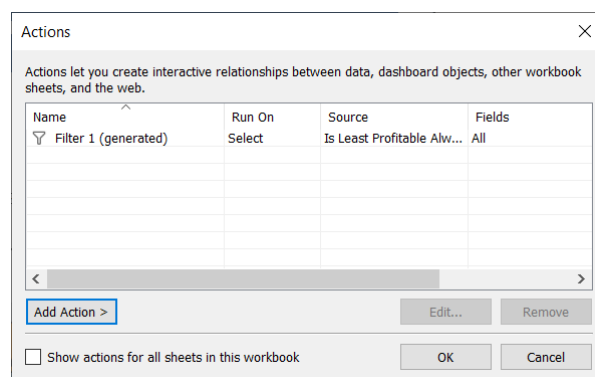 Actions
Actions let you create interactive relationships between data, dashboard objects, other workbook
sheets, and the web.
Name Run On Source Fields
Filter 1 (generated) Select Is Least Profitable Alw... All
Add Action > Edit... Remove
Show actions for all sheets in this workbook OK Cancel